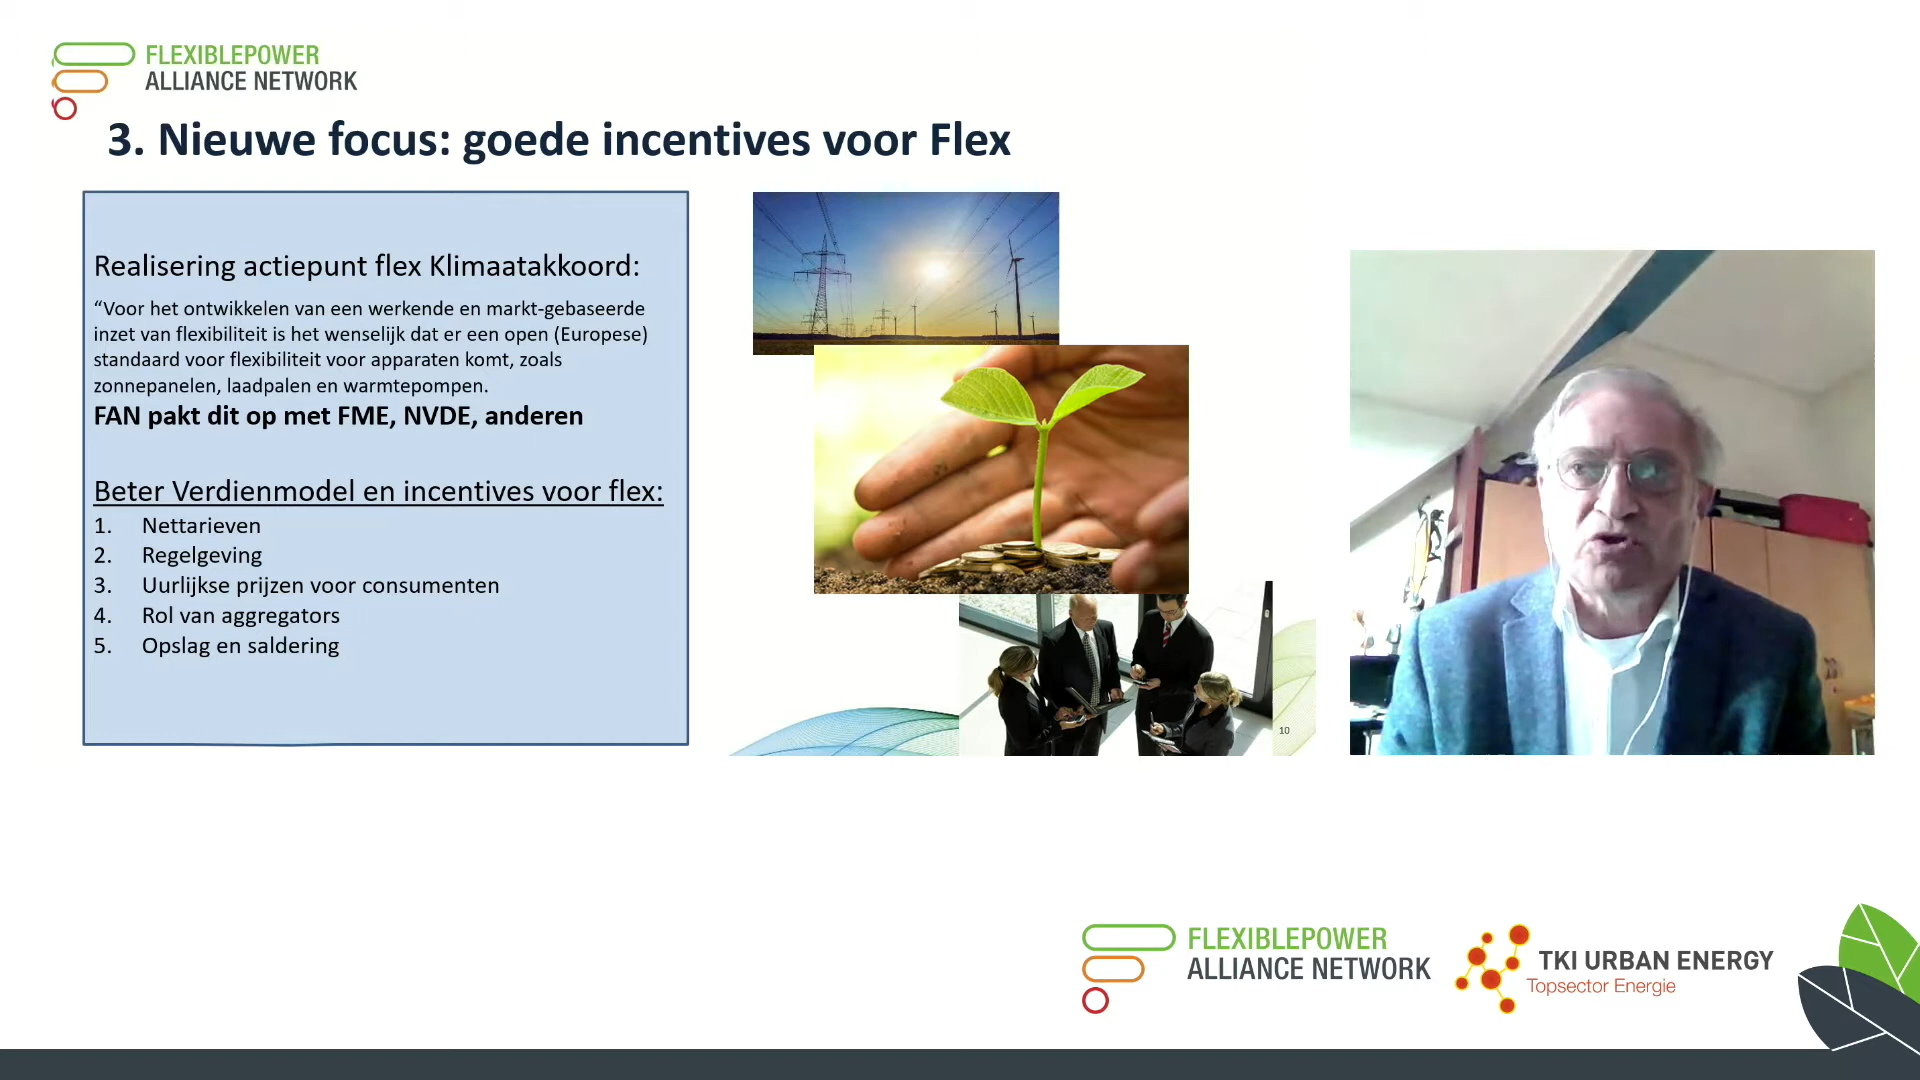 FLEXIBLEPOWER
ALLIANCE NETWORK
3. Nieuwe focus: goede incentives voor Flex
Realisering actiepunt flex Klimaatakkoord:
“Voor het ontwikkelen van een werkende en markt-gebaseerde
inzet van flexibiliteit is het wenselijk dat er een open (Europese)
standaard voor flexibiliteit voor apparaten komt, zoals
zonnepanelen, laadpalen en warmtepompen.
FAN pakt dit op met FME, NVDE, anderen
Beter Verdienmodel en incentives voor flex:
1. Nettarieven
2. Regelgeving
3. Uurlijkse prijzen voor consumenten
4. Rol van aggregators
5. Opslag en saldering
10
FLEXIBLEPOWER
ALLIANCE NETWORK
TKI URBAN ENERGY
Topsector Energie